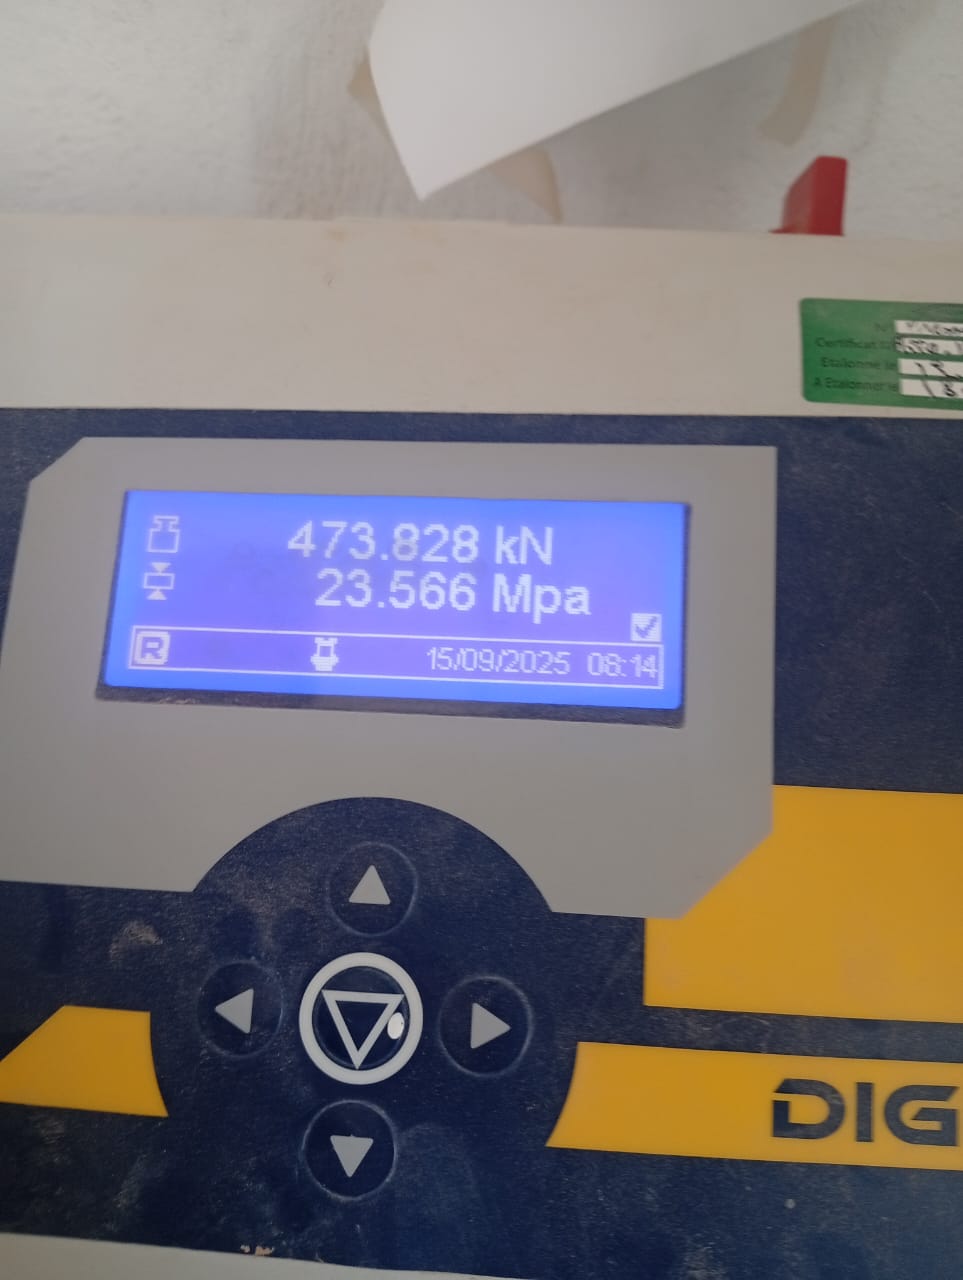 N°
Certificat
Etalonné le
A Etalonner le
473.828 kN
23.566 Mpa
R 15/09/2025 08:14
DIG